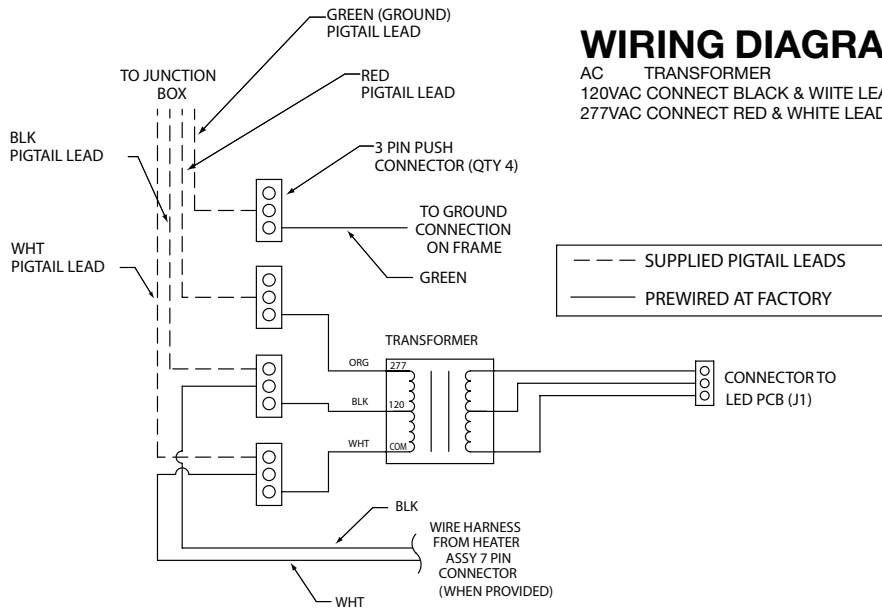 GREEN (GROUND)
PIGTAIL LEAD
WIRING DIAGRA
AC TRANSFORMER
120VAC CONNECT BLACK & WIITE LEA
277VAC CONNECT RED & WHITE LEAD
TO JUNCTION
BOX
RED
PIGTAIL LEAD
BLK
PIGTAIL LEAD
3 PIN PUSH
CONNECTOR (QTY 4)
TO GROUND
CONNECTION
ON FRAME
WHT
PIGTAIL LEAD
GREEN
SUPPLIED PIGTAIL LEADS
PREWIRED AT FACTORY
TRANSFORMER
ORG
277
BLK
120
WHT
COM
CONNECTOR TO
LED PCB (J1)
BLK
WIRE HARNESS
FROM HEATER
ASSY 7 PIN
CONNECTOR
(WHEN PROVIDED)
WHT